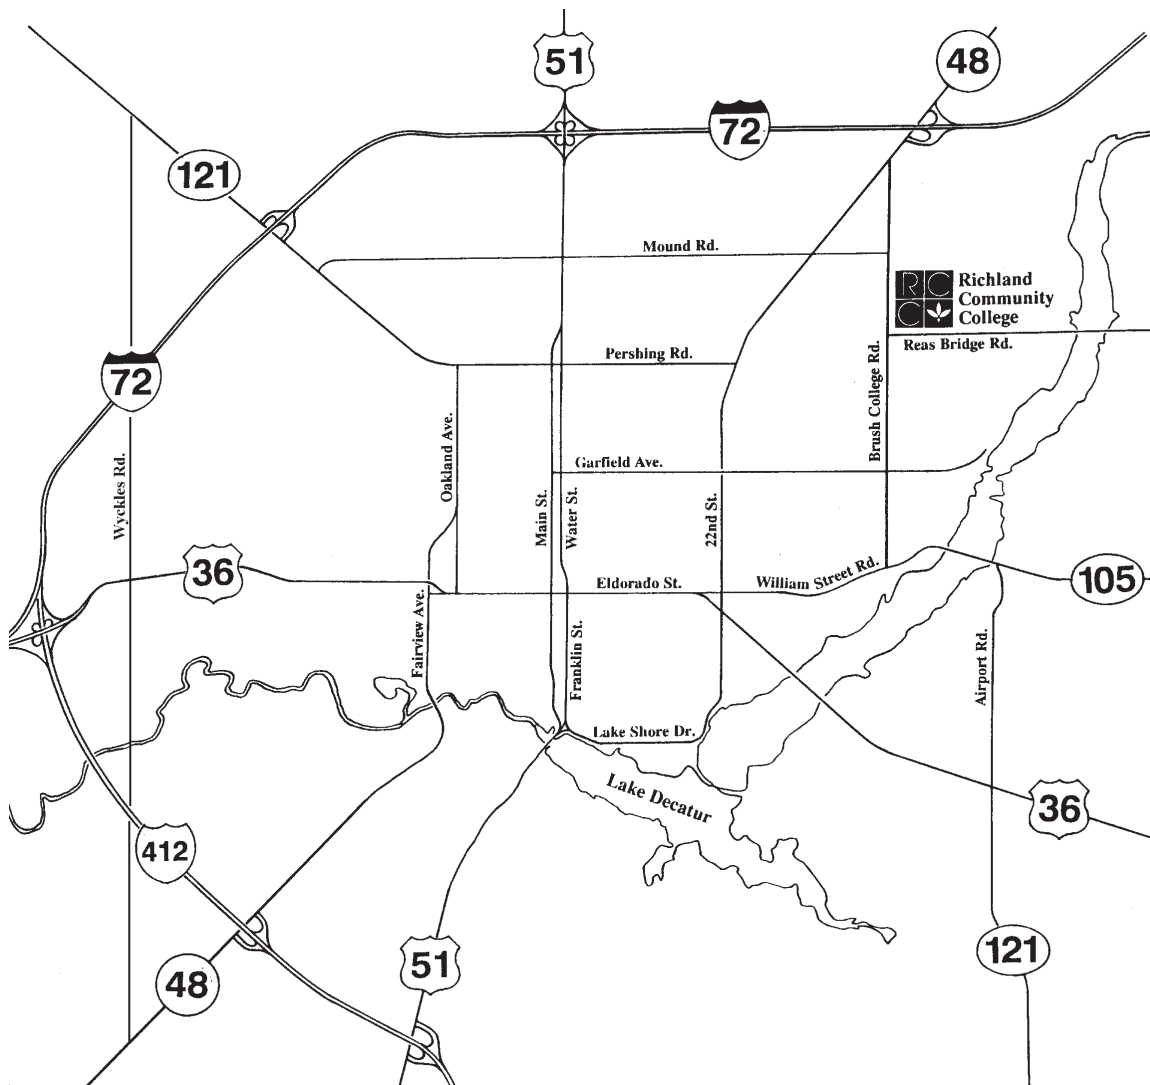 51
48
72
121
Mound Rd.
RC
CC
Richland
Community
College
Reas Bridge Rd.
Pershing Rd.
72
Brush College Rd.
Oakland Ave.
Garfield Ave.
Wyckles Rd.
Main St.
Water St.
22nd St.
36
Eldorado St.
William Street Rd.
105
Fairview Ave.
Franklin St.
Airport Rd.
Lake Shore Dr.
Lake Decatur
36
412
121
51
48